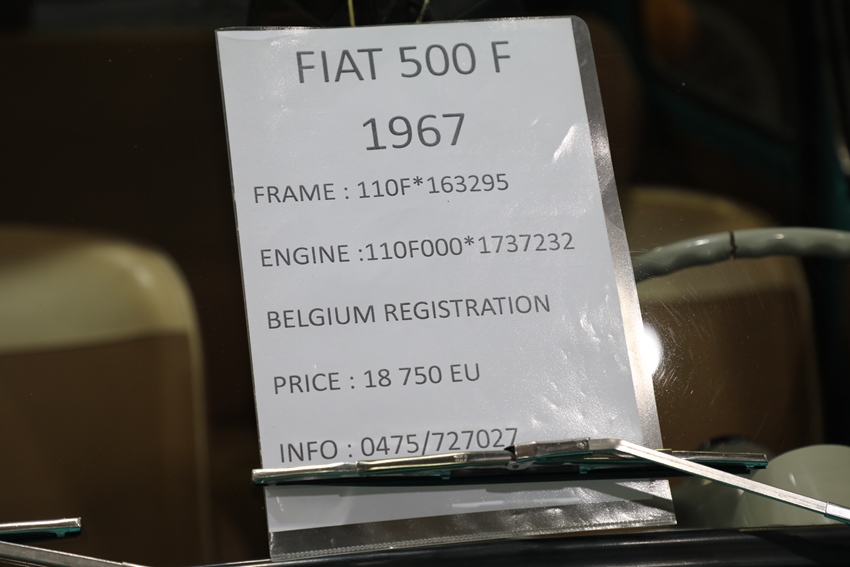 FIAT 500 F
1967
FRAME : 110F*163295
ENGINE :110F000*1737232
BELGIUM REGISTRATION
PRICE : 18 750 EU
INFO : 0475/727027